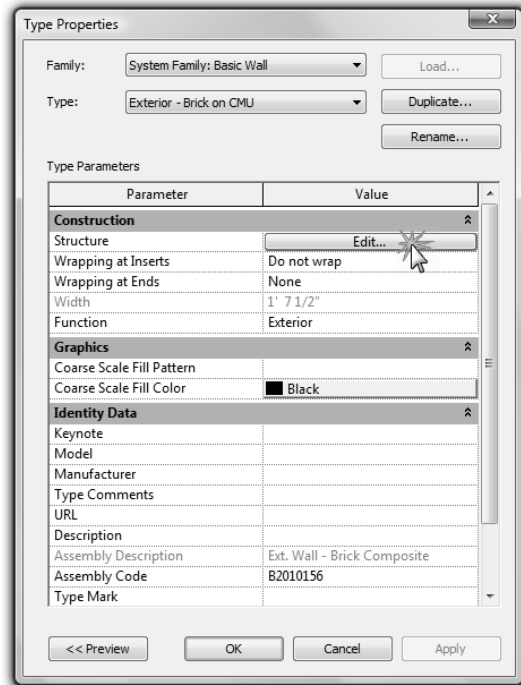 Type Properties
Family: System Family: Basic Wall Load...
Type: Exterior - Brick on CMU Duplicate...
Rename...
Type Parameters
Parameter Value
Construction
Structure Edit...
Wrapping at Inserts Do not wrap
Wrapping at Ends None
Width 1' 7 1/2"
Function Exterior
Graphics
Coarse Scale Fill Pattern
Coarse Scale Fill Color Black
Identity Data
Keynote
Model
Manufacturer
Type Comments
URL
Description
Assembly Description Ext. Wall - Brick Composite
Assembly Code B2010156
Type Mark
<< Preview OK Cancel Apply